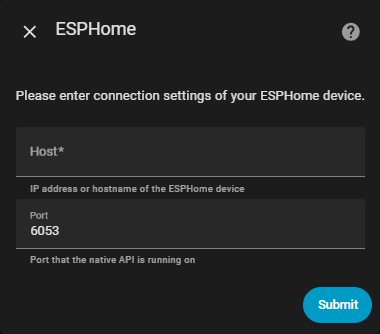 ESPHome
Please enter connection settings of your ESPHome device.
Host*
IP address or hostname of the ESPHome device
Port
6053
Port that the native API is running on
Submit